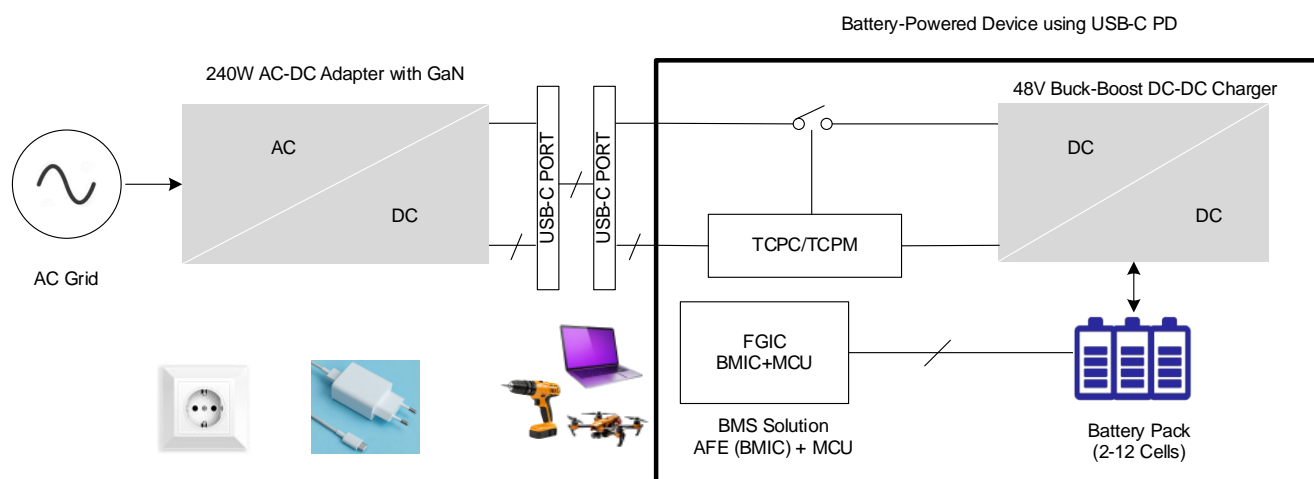 Battery-Powered Device using USB-C PD
240W AC-DC Adapter with GaN
48V Buck-Boost DC-DC Charger
AC
DC
USB-C PORT
USB-C PORT
DC
DC
TCPC/TCPM
AC Grid
FGIC
BMIC+MCU
BMS Solution
AFE (BMIC) + MCU
Battery Pack
(2-12 Cells)